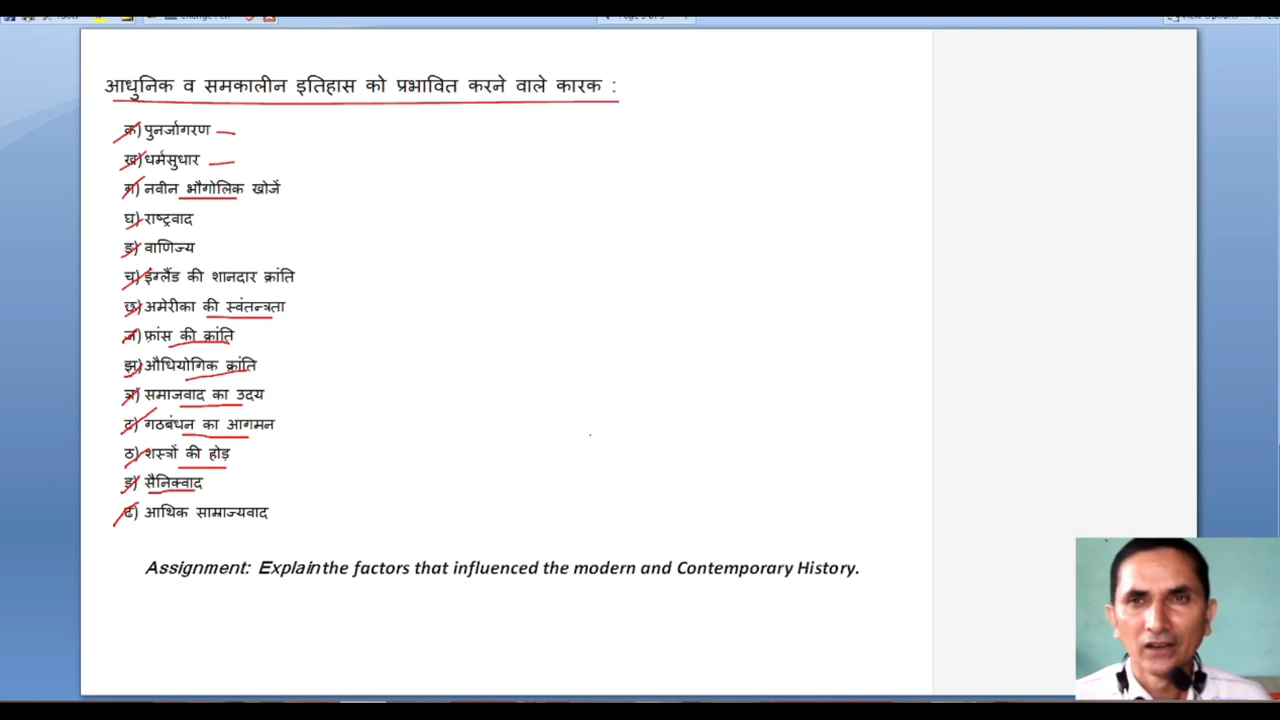 आधुनिक व समकालीन इतिहास को प्रभावित करने वाले कारक :
क) पुनर्जागरण
ख) धर्मसुधार
ग) नवीन भौगोलिक खोजें
घ) राष्ट्रवाद
ङ) वाणिज्य
च) इंग्लैंड की शानदार क्रांति
छ) अमेरीका की स्वंतन्त्रता
ज) फ्रांस की क्रांति
झ) औधियोगिक क्रांति
ञ) समाजवाद का उदय
ट) गठबंधन का आगमन
ठ) शस्त्रों की होड़
ड) सैनिक्वाद
ढ) आथिक साम्राज्यवाद
Assignment: Explain the factors that influenced the modern and Contemporary History.